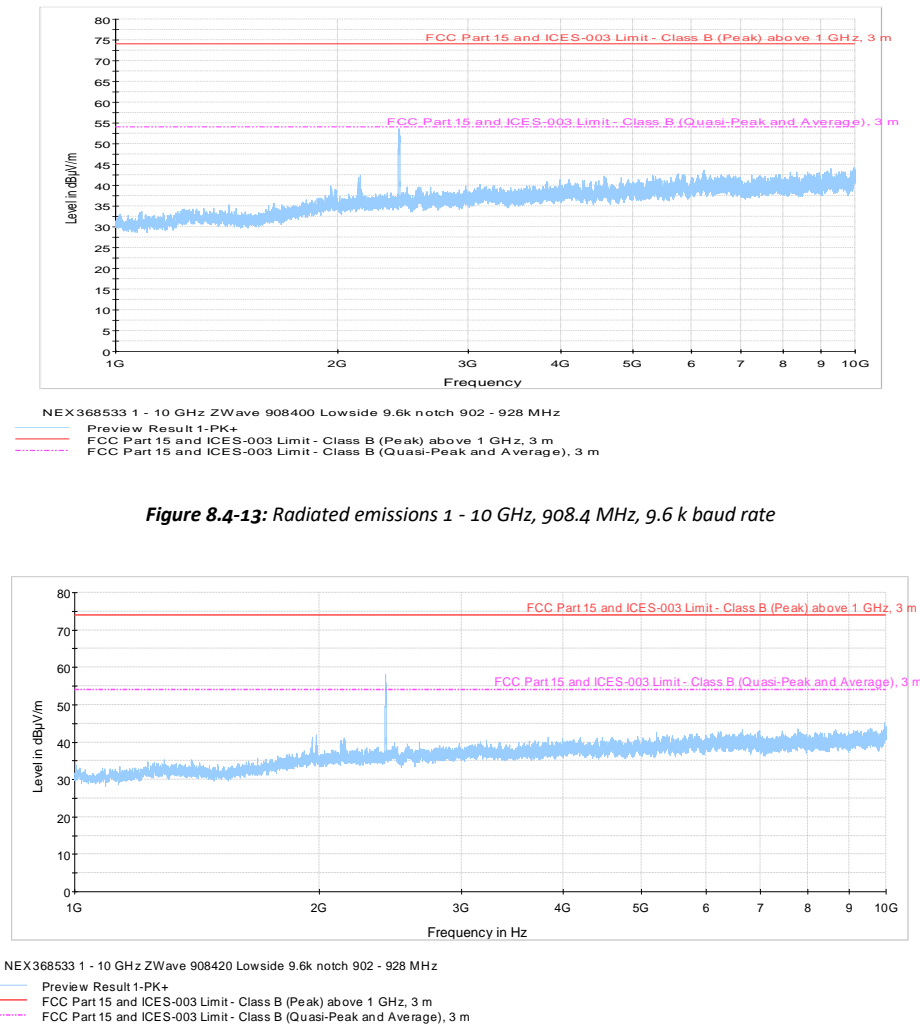 80
75
70
65
60
55
50
45
40
35
30
25
20
15
10
5
0
Level in dBµV/m
FCC Part 15 and ICES-003 Limit - Class B (Peak) above 1 GHz, 3 m
FCC Part 15 and ICES-003 Limit - Class B (Quasi-Peak and Average), 3 m
1G 2G 3G 4G 5G 6 7 8 9 10G
Frequency
NEX368533 1 - 10 GHz ZWave 908400 Lowside 9.6k notch 902 - 928 MHz
Preview Result 1-PK+
FCC Part 15 and ICES-003 Limit - Class B (Peak) above 1 GHz, 3 m
FCC Part 15 and ICES-003 Limit - Class B (Quasi-Peak and Average), 3 m
Figure 8.4-13: Radiated emissions 1 - 10 GHz, 908.4 MHz, 9.6 k baud rate
80
70
60
50
40
30
20
10
0
Level in dBµV/m
FCC Part 15 and ICES-003 Limit - Class B (Peak) above 1 GHz, 3 m
FCC Part 15 and ICES-003 Limit - Class B (Quasi-Peak and Average), 3 m
1G 2G 3G 4G 5G 6 7 8 9 10G
Frequency in Hz
NEX368533 1 - 10 GHz ZWave 908420 Lowside 9.6k notch 902 - 928 MHz
Preview Result 1-PK+
FCC Part 15 and ICES-003 Limit - Class B (Peak) above 1 GHz, 3 m
FCC Part 15 and ICES-003 Limit - Class B (Quasi-Peak and Average), 3 m